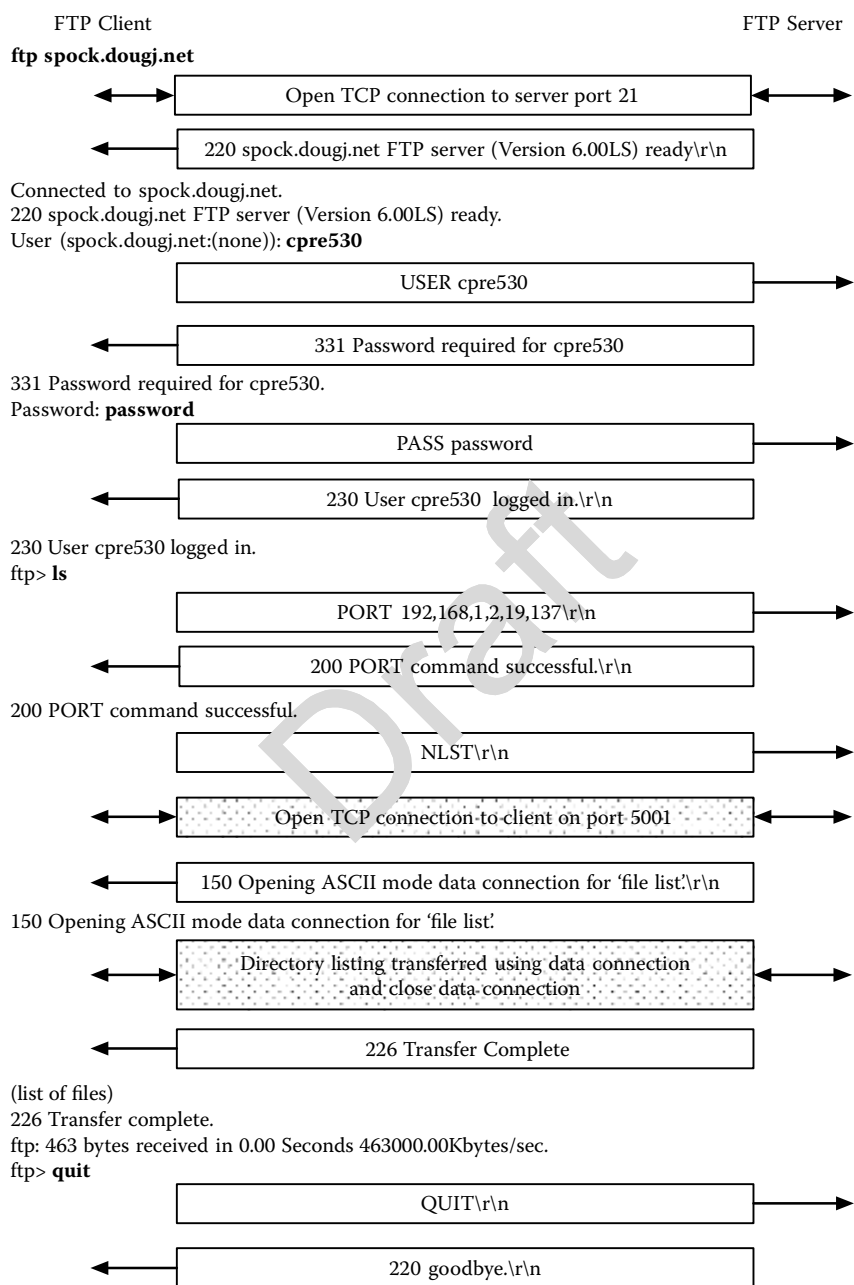 FTP Client FTP Server
ftp spock.dougj.net
Open TCP connection to server port 21
220 spock.dougj.net FTP server (Version 6.00LS) ready\r\n
Connected to spock.dougj.net.
220 spock.dougj.net FTP server (Version 6.00LS) ready.
User (spock.dougj.net:(none)): cpre530
USER cpre530
331 Password required for cpre530
331 Password required for cpre530.
Password: password
PASS password
230 User cpre530 logged in.\r\n
230 User cpre530 logged in.
ftp> ls
PORT 192,168,1,2,19,137\r\n
200 PORT command successful.\r\n
200 PORT command successful.
NLST\r\n
Open TCP connection to client on port 5001
150 Opening ASCII mode data connection for ‘file list’.\r\n
150 Opening ASCII mode data connection for ‘file list’.
Directory listing transferred using data connection
and close data connection
226 Transfer Complete
(list of files)
226 Transfer complete.
ftp: 463 bytes received in 0.00 Seconds 463000.00Kbytes/sec.
ftp> quit
QUIT\r\n
220 goodbye.\r\n
Draft